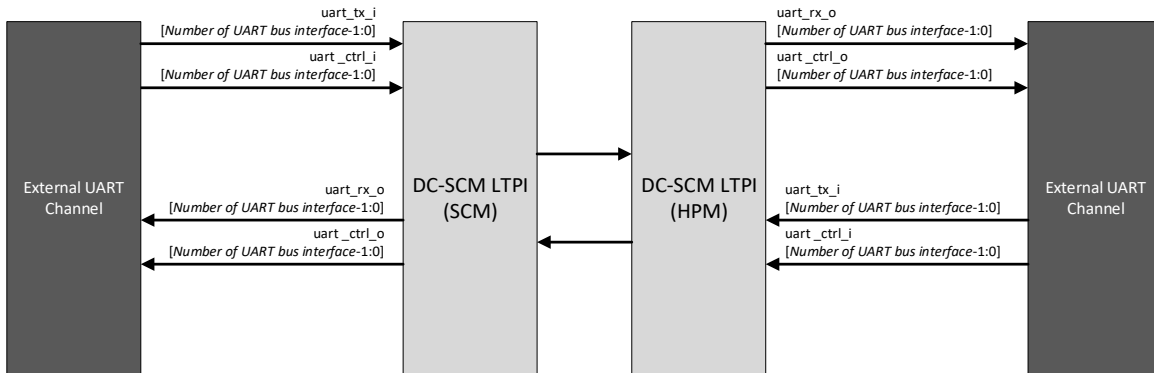 uart_tx_i
[Number of UART bus interface-1:0]
uart _ctrl_i
[Number of UART bus interface-1:0]
uart_rx_o
[Number of UART bus interface-1:0]
uart _ctrl_o
[Number of UART bus interface-1:0]
External UART
Channel
uart_rx_o
[Number of UART bus interface-1:0]
uart _ctrl_o
[Number of UART bus interface-1:0]
DC-SCM LTPI
(SCM)
DC-SCM LTPI
(HPM)
uart_tx_i
[Number of UART bus interface-1:0]
uart _ctrl_i
[Number of UART bus interface-1:0]
External UART
Channel